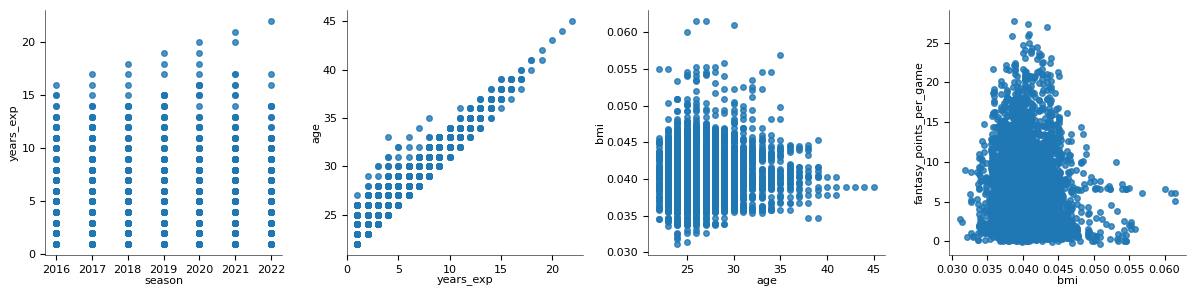 years_exp
20
15
10
5
0
2016 2017 2018 2019 2020 2021 2022
season
age
45
40
35
30
25
0 5 10 15 20
years_exp
bmi
0.060
0.055
0.050
0.045
0.040
0.035
0.030
25 30 35 40 45
age
fantasy_points_per_game
25
20
15
10
5
0
0.030 0.035 0.040 0.045 0.050 0.055 0.060
bmi